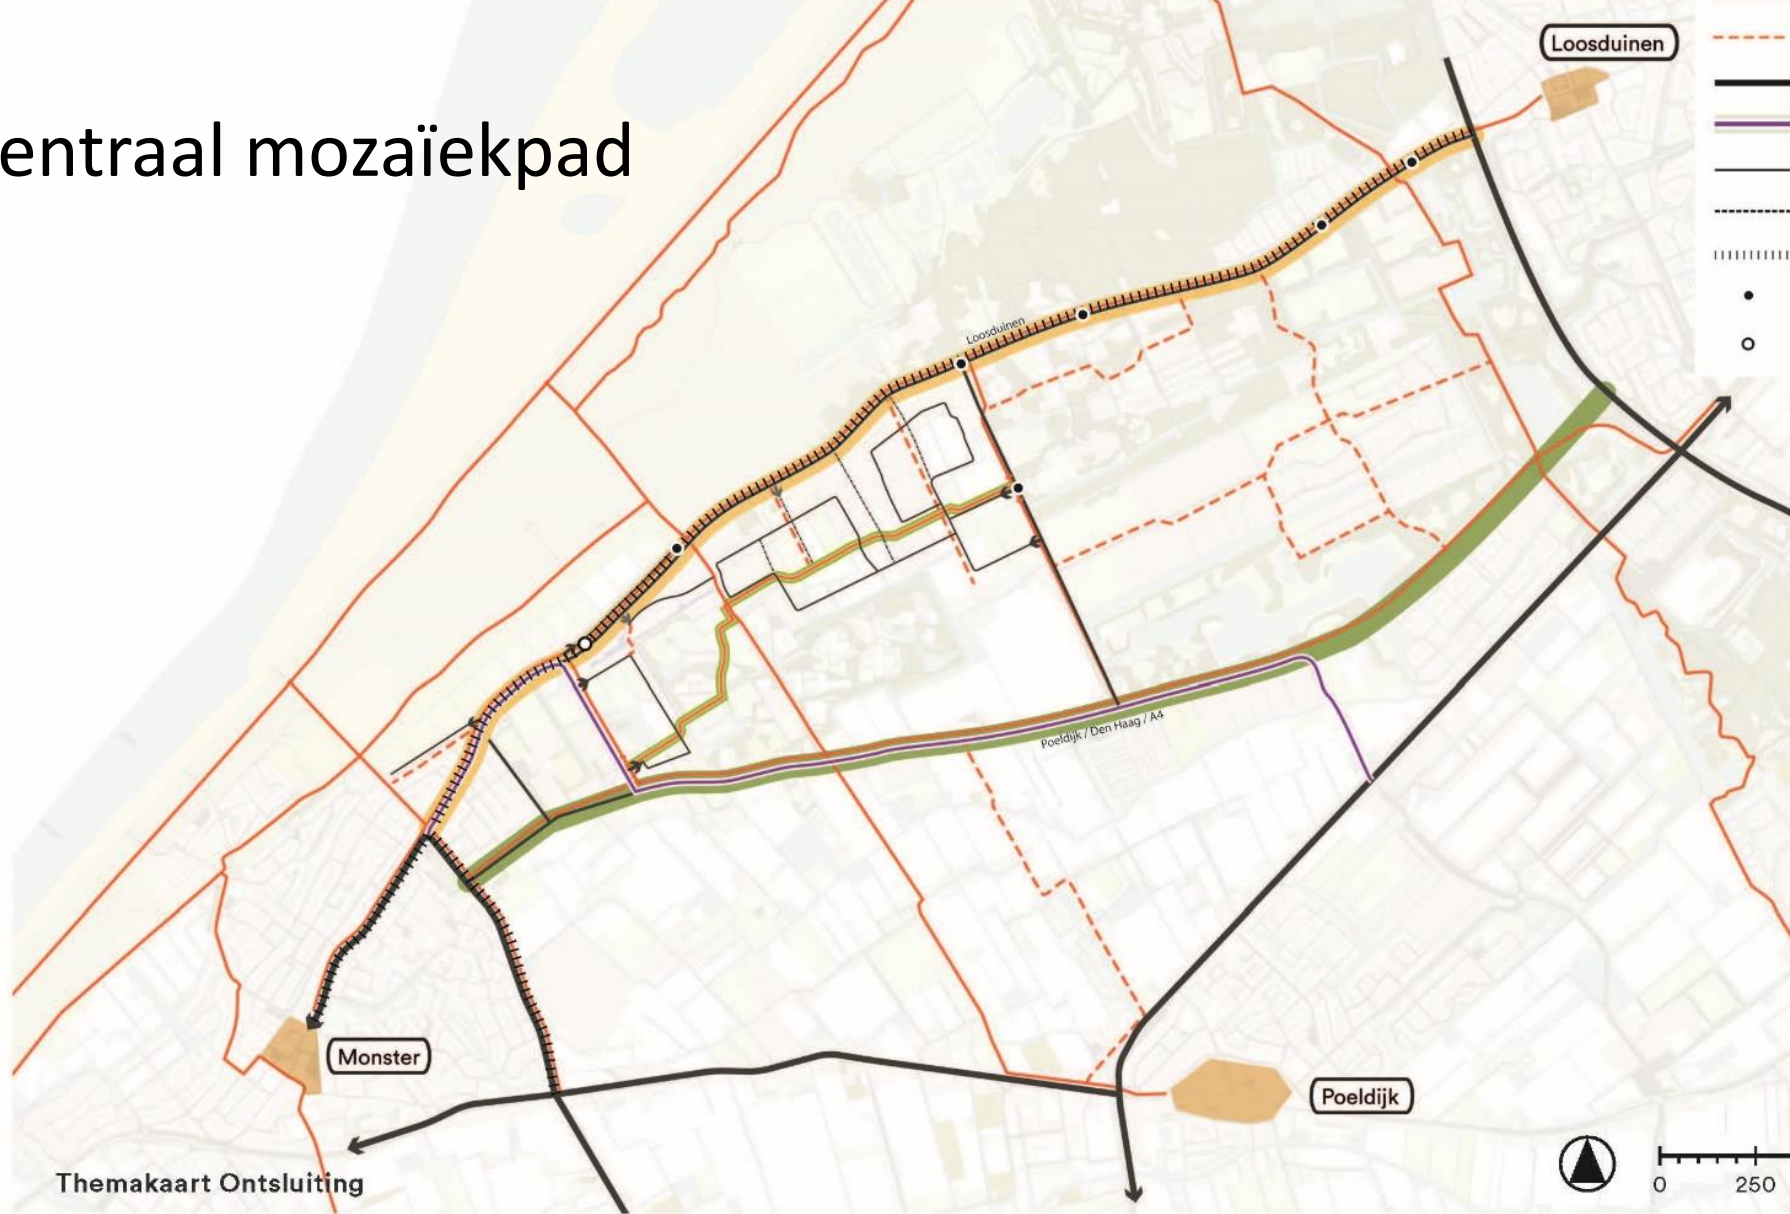 Loosduinen
entraal mozaïekpad
Loosduinen
Poeldijk / Den Haag / A4
Monster
Poeldijk
Themakaart Ontsluiting
0 250